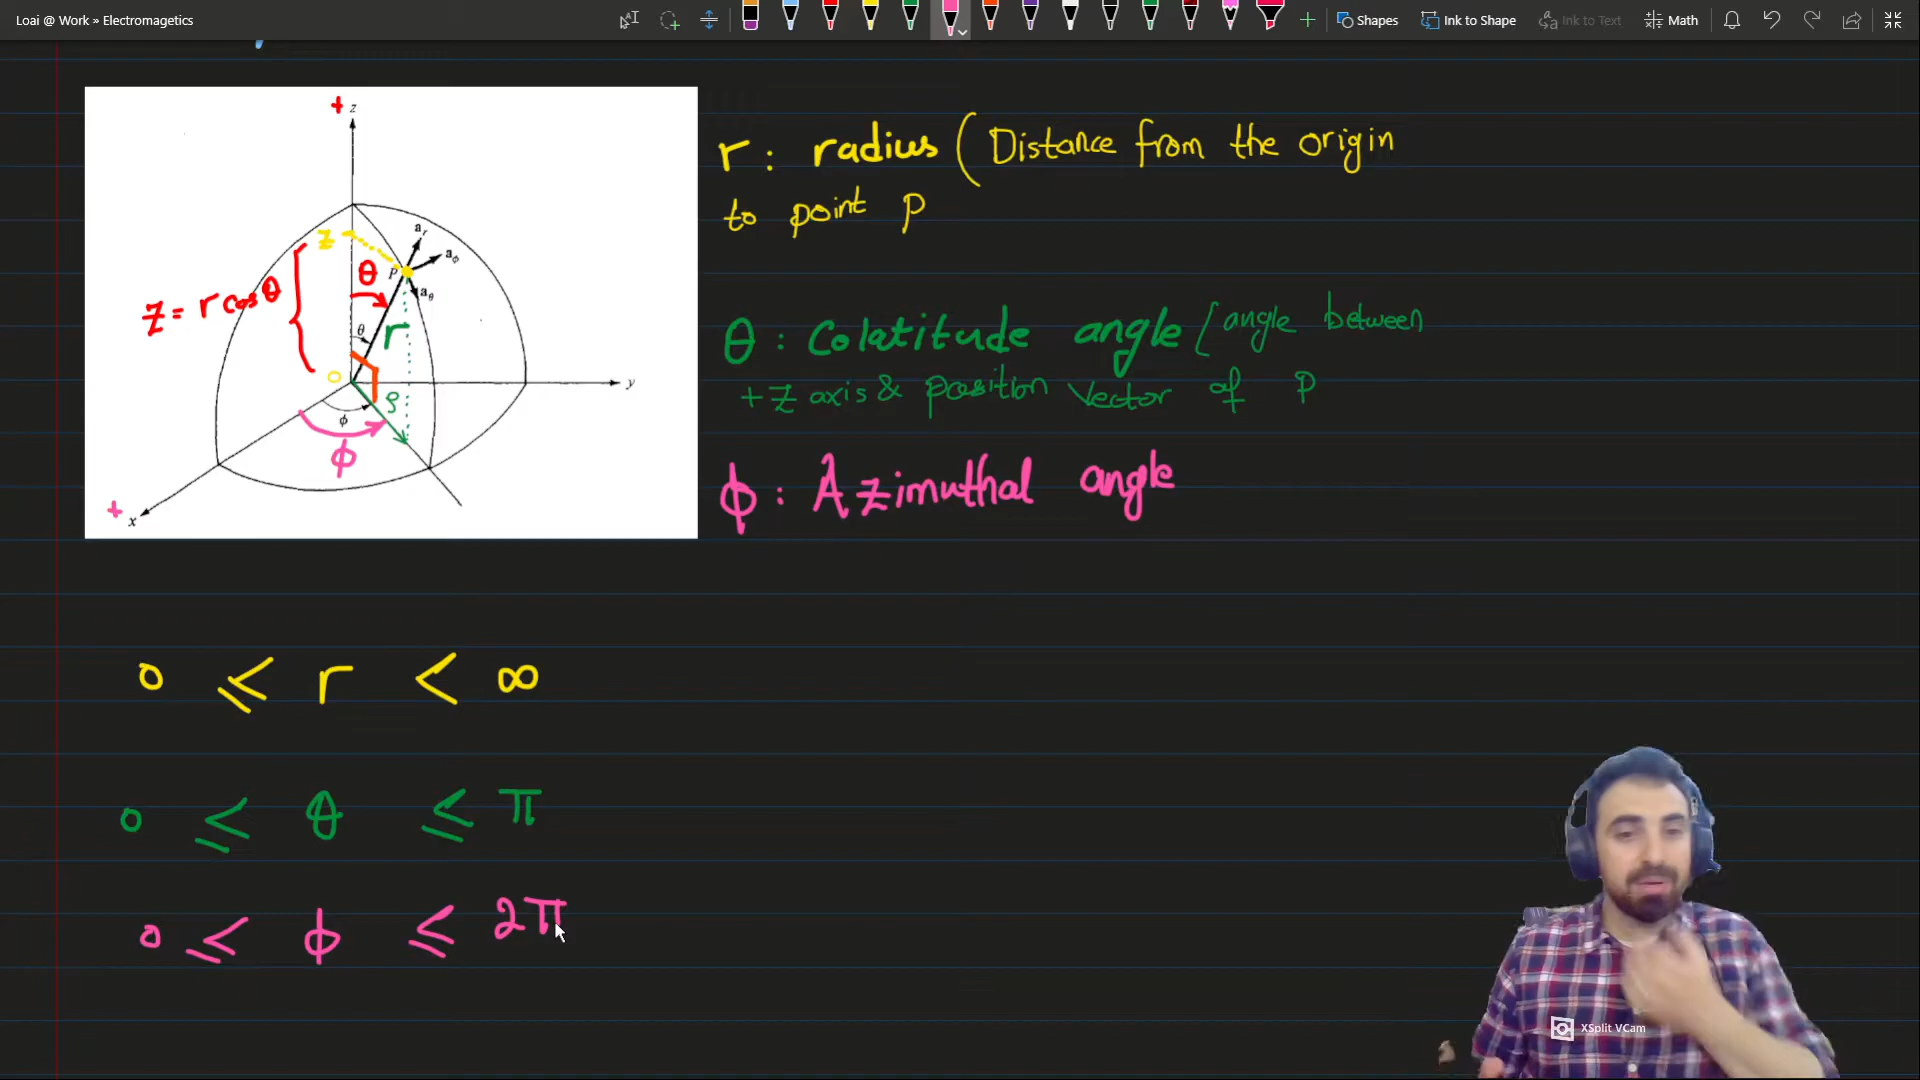 Loai @ Work » Electromagetics
Shapes
Ink to Shape
Ink to Text
Math
+ z
r : radius ( Distance from the origin
to point p
z
a_r
a_ϕ
P
θ
a_θ
z = r cos θ
θ
r
θ : Colatitude angle ( angle between
+ z axis & position vector of P
o
y
ρ
ϕ
ϕ
ϕ : Azimuthal angle
+ x
0 ≤ r < ∞
0 ≤ θ ≤ π
0 ≤ ϕ ≤ 2π
XSplit VCam